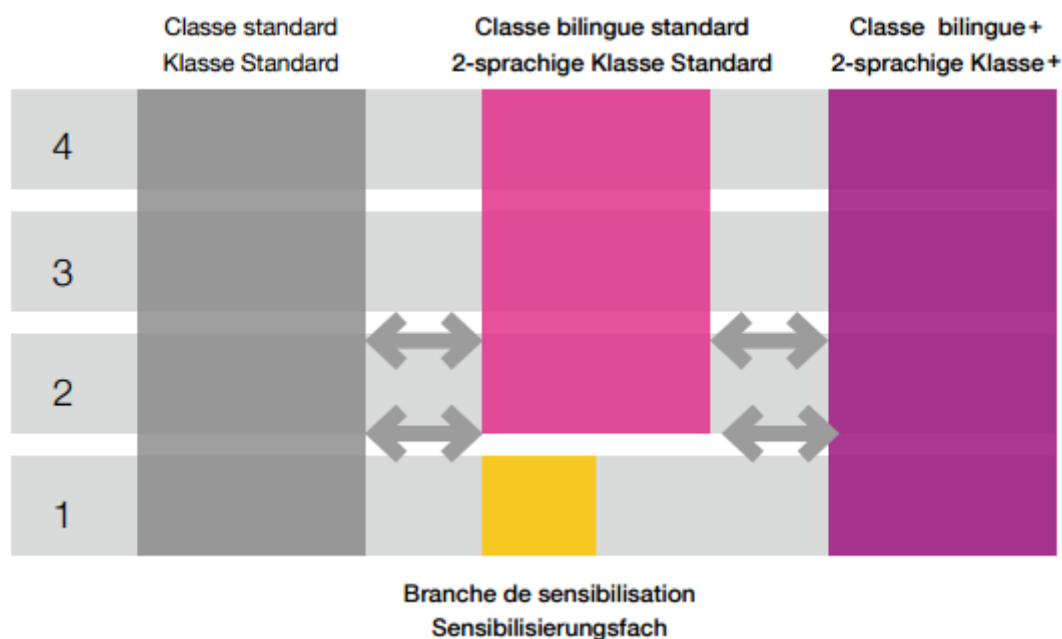 Classe standard
Klasse Standard
Classe bilingue standard
2-sprachige Klasse Standard
Classe bilingue+
2-sprachige Klasse+
4
3
2
1
Branche de sensibilisation
Sensibilisierungsfach